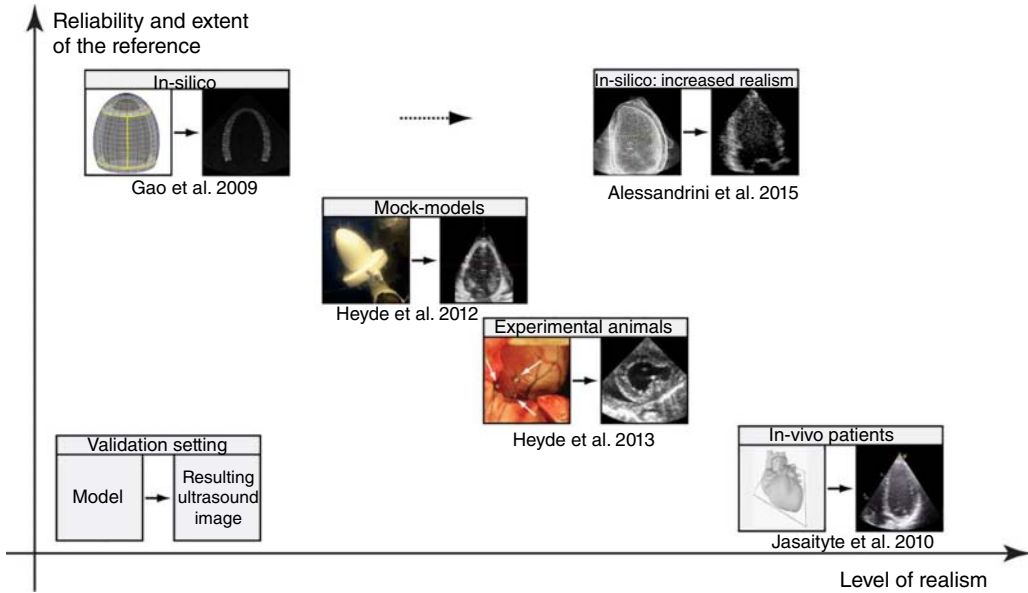 Reliability and extent
of the reference
In-silico
Gao et al. 2009
In-silico: increased realism
Alessandrini et al. 2015
Mock-models
Heyde et al. 2012
Experimental animals
Heyde et al. 2013
In-vivo patients
Jasaityte et al. 2010
Validation setting
Model
Resulting
ultrasound
image
Level of realism